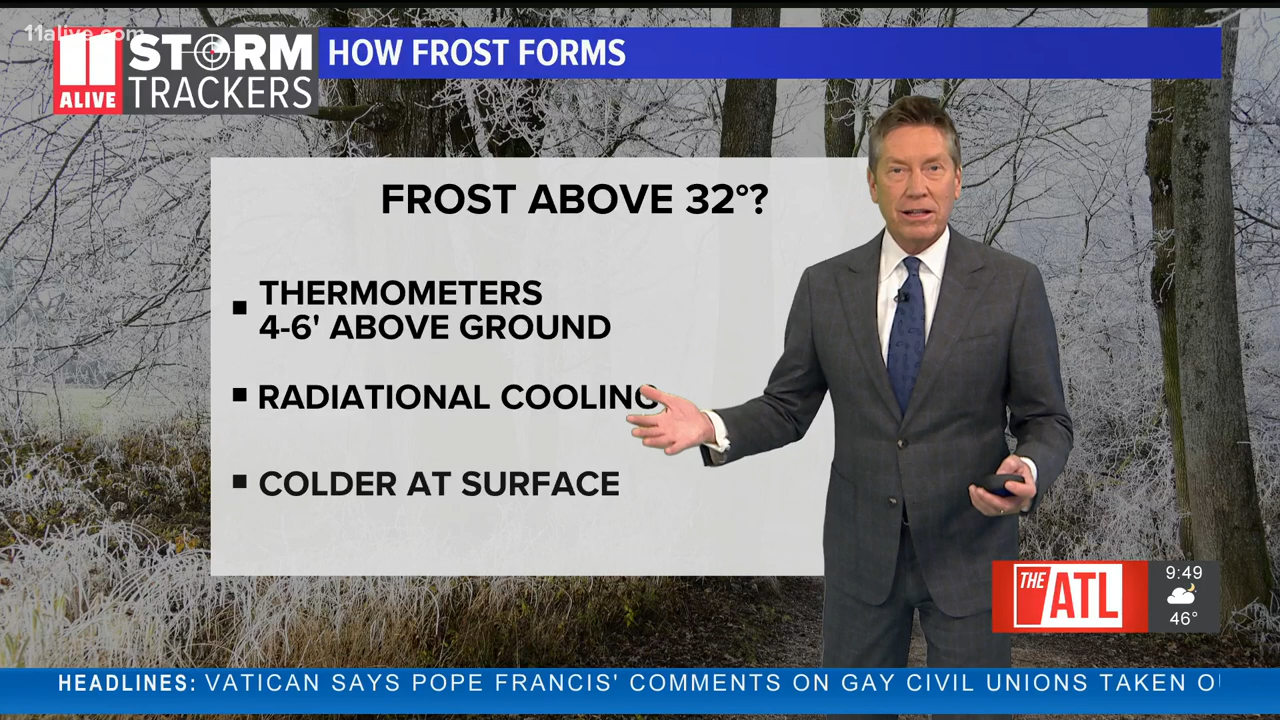 11alive.com
11 ALIVE
STORM
TRACKERS
HOW FROST FORMS
FROST ABOVE 32°?
THERMOMETERS
4-6' ABOVE GROUND
RADIATIONAL COOLING
COLDER AT SURFACE
THE ATL
9:49
46°
HEADLINES: VATICAN SAYS POPE FRANCIS' COMMENTS ON GAY CIVIL UNIONS TAKEN